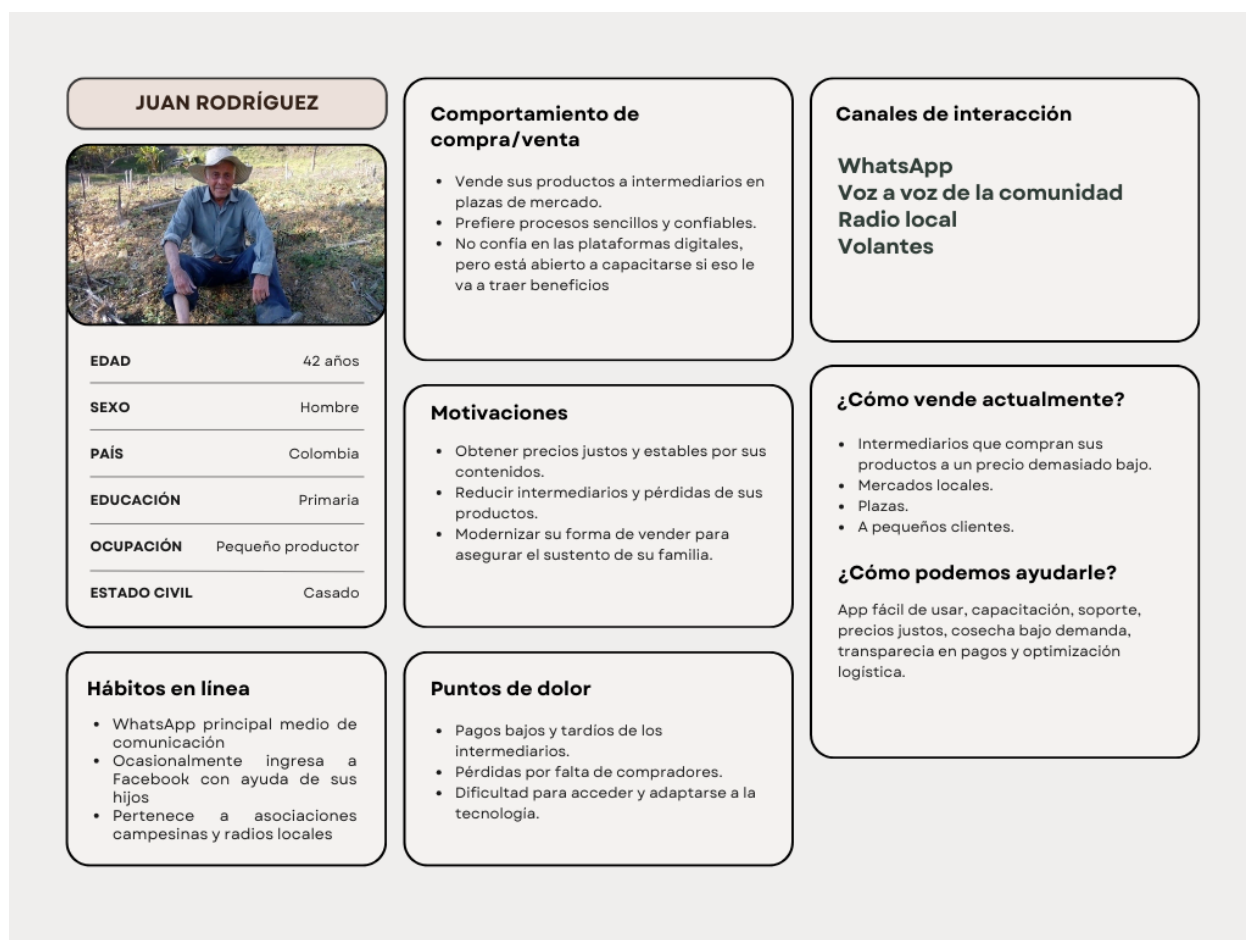 JUAN RODRÍGUEZ
EDAD 42 años
SEXO Hombre
PAÍS Colombia
EDUCACIÓN Primaria
OCUPACIÓN Pequeño productor
ESTADO CIVIL Casado
Hábitos en línea
• WhatsApp principal medio de
comunicación
• Ocasionalmente ingresa a
Facebook con ayuda de sus
hijos
• Pertenece a asociaciones
campesinas y radios locales
Comportamiento de
compra/venta
• Vende sus productos a intermediarios en
plazas de mercado.
• Prefiere procesos sencillos y confiables.
• No confía en las plataformas digitales,
pero está abierto a capacitarse si eso le
va a traer beneficios
Motivaciones
• Obtener precios justos y estables por sus
contenidos.
• Reducir intermediarios y pérdidas de sus
productos.
• Modernizar su forma de vender para
asegurar el sustento de su familia.
Puntos de dolor
• Pagos bajos y tardíos de los
intermediarios.
• Pérdidas por falta de compradores.
• Dificultad para acceder y adaptarse a la
tecnología.
Canales de interacción
WhatsApp
Voz a voz de la comunidad
Radio local
Volantes
¿Cómo vende actualmente?
• Intermediarios que compran sus
productos a un precio demasiado bajo.
• Mercados locales.
• Plazas.
• A pequeños clientes.
¿Cómo podemos ayudarle?
App fácil de usar, capacitación, soporte,
precios justos, cosecha bajo demanda,
transparecia en pagos y optimización
logística.